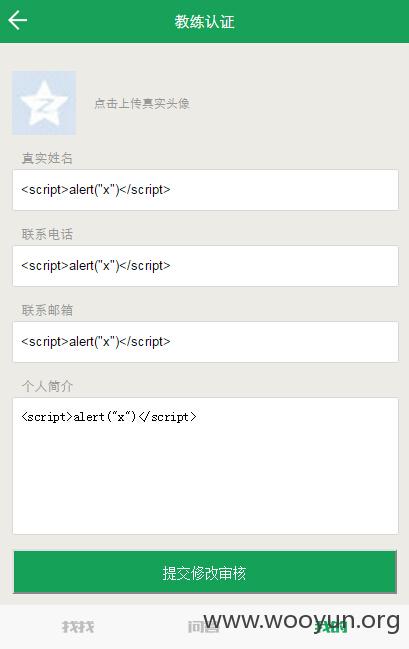 教练认证
点击上传真实头像
真实姓名
<script>alert("x")</script>
联系电话
<script>alert("x")</script>
联系邮箱
<script>alert("x")</script>
个人简介
<script>alert("x")</script>
提交修改审核
找找 问答 我的
www.wooyun.org